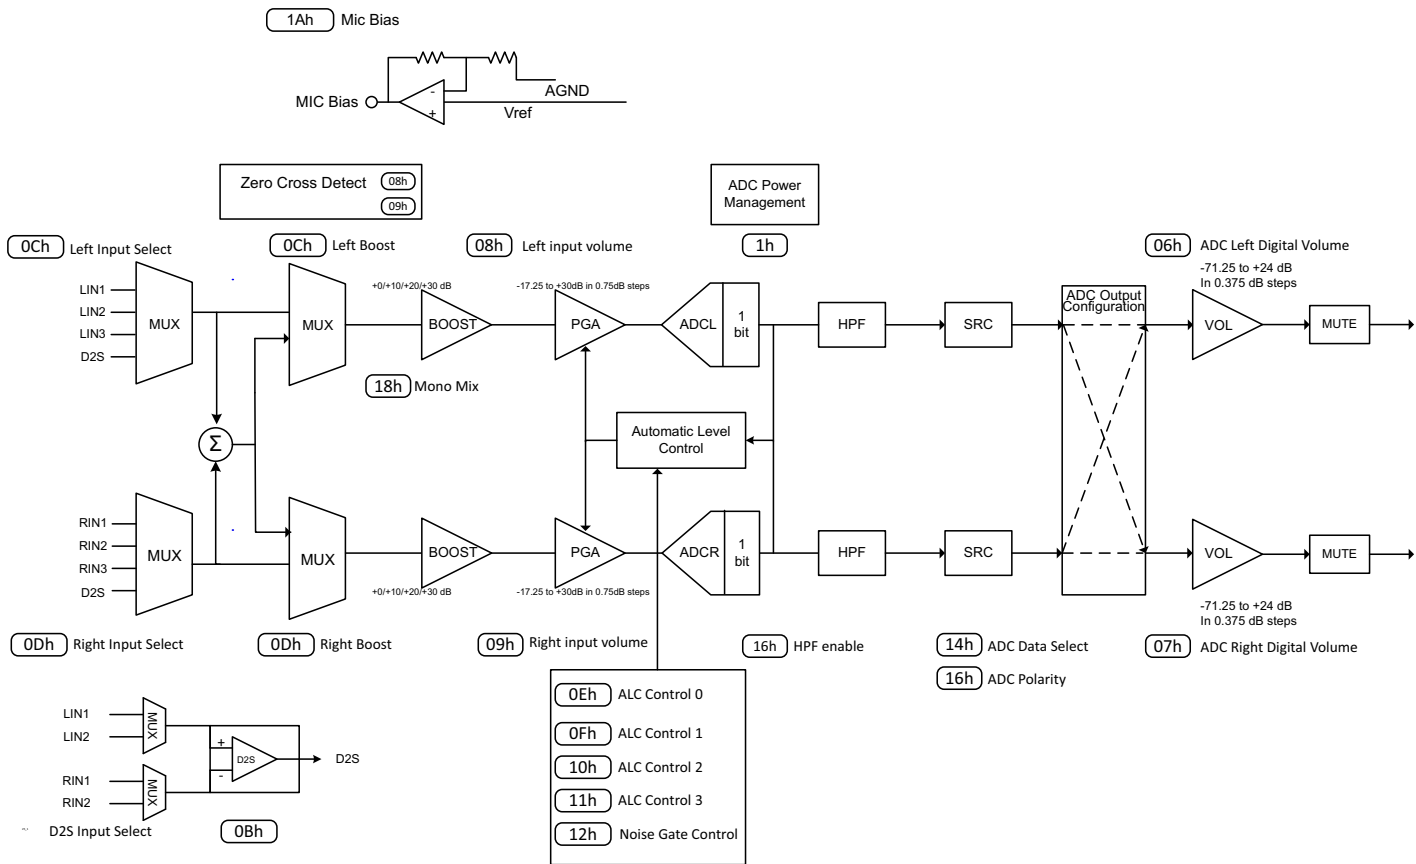 1Ah Mic Bias
AGND
MIC Bias
-
+
Vref
Zero Cross Detect 08h
09h
ADC Power
Management
0Ch Left Input Select
0Ch Left Boost
08h Left input volume
1h
06h ADC Left Digital Volume
-71.25 to +24 dB
In 0.375 dB steps
+0/+10/+20/+30 dB
-17.25 to +30dB in 0.75dB steps
LIN1
LIN2
LIN3
D2S
MUX
MUX
BOOST
PGA
ADCL
1
bit
HPF
SRC
ADC Output
Configuration
VOL
MUTE
18h Mono Mix
Σ
Automatic Level
Control
RIN1
RIN2
RIN3
D2S
MUX
MUX
BOOST
PGA
ADCR
1
bit
HPF
SRC
VOL
MUTE
+0/+10/+20/+30 dB
-17.25 to +30dB in 0.75dB steps
-71.25 to +24 dB
In 0.375 dB steps
0Dh Right Input Select
0Dh Right Boost
09h Right input volume
16h HPF enable
14h ADC Data Select
07h ADC Right Digital Volume
16h ADC Polarity
0Eh ALC Control 0
0Fh ALC Control 1
10h ALC Control 2
11h ALC Control 3
12h Noise Gate Control
LIN1
LIN2
MUX
+
D2S
-
D2S
RIN1
RIN2
MUX
D2S Input Select
0Bh